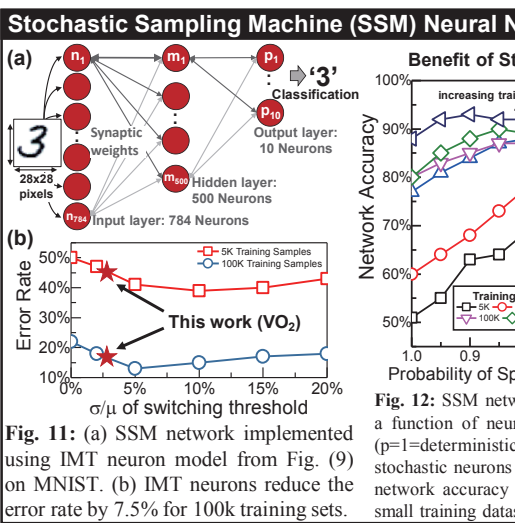 Stochastic Sampling Machine (SSM) Neural N
(a)
n1
m1
p1
'3'
Classification
p10
Synaptic
weights
Output layer:
10 Neurons
3
28x28
pixels
m500
Hidden layer:
500 Neurons
n784
Input layer: 784 Neurons
(b)
50%
40%
30%
20%
10%
Error Rate
5K Training Samples
100K Training Samples
This work (VO2)
0%
5%
10%
15%
20%
σ/μ of switching threshold
Fig. 11: (a) SSM network implemented
using IMT neuron model from Fig. (9)
on MNIST. (b) IMT neurons reduce the
error rate by 7.5% for 100k training sets.
Benefit of St
100%
90%
80%
70%
60%
50%
Network Accuracy
increasing trai
Training
5K
100K
1.0
0.9
Probability of Sp
Fig. 12: SSM netw
a function of neur
(p=1=deterministic
stochastic neurons
network accuracy
small training datas